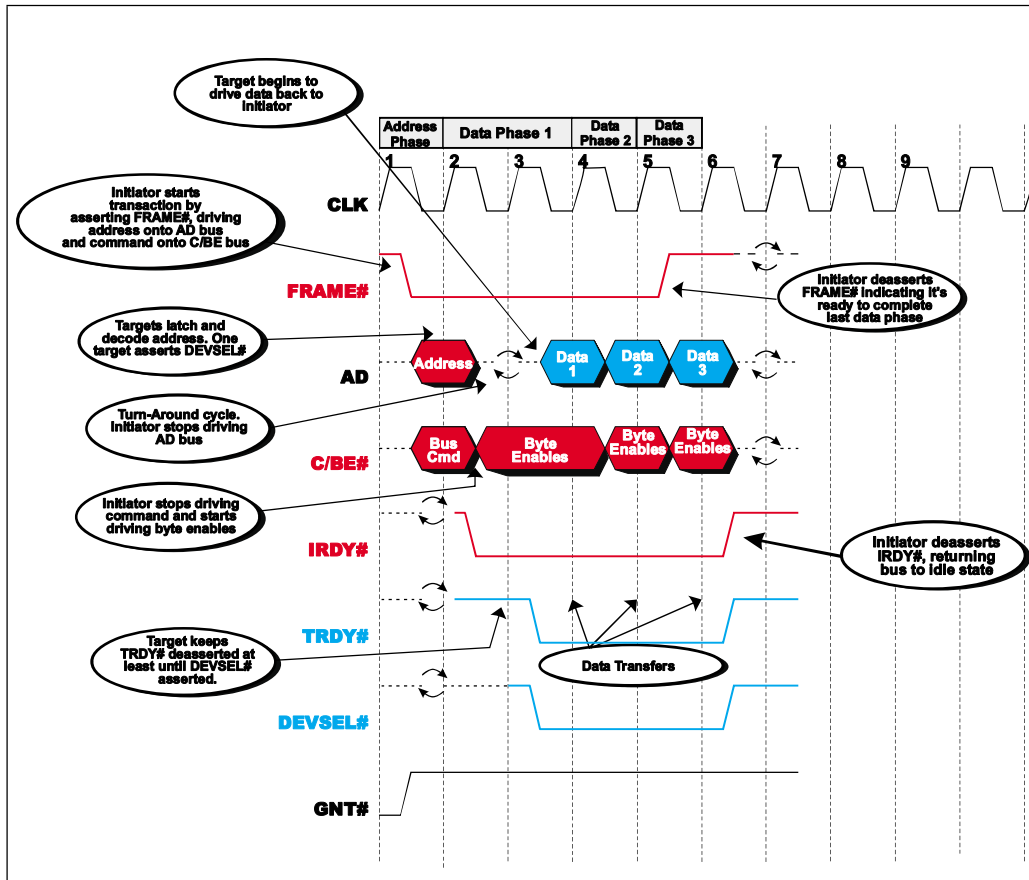 Target begins to
drive data back to
initiator
Address
Phase
Data Phase 1
Data
Phase 2
Data
Phase 3
1
2
3
4
5
6
7
8
9
CLK
Initiator starts
transaction by
asserting FRAME#, driving
address onto AD bus
and command onto C/BE bus
FRAME#
Initiator deasserts
FRAME# indicating it's
ready to complete
last data phase
Targets latch and
decode address. One
target asserts DEVSEL#
AD
Address
Data
1
Data
2
Data
3
Turn-Around cycle.
Initiator stops driving
AD bus
C/BE#
Bus
Cmd
Byte
Enables
Byte
Enables
Byte
Enables
Initiator stops driving
command and starts
driving byte enables
IRDY#
Initiator deasserts
IRDY#, returning
bus to idle state
TRDY#
Target keeps
TRDY# deasserted at
least until DEVSEL#
asserted.
Data Transfers
DEVSEL#
GNT#